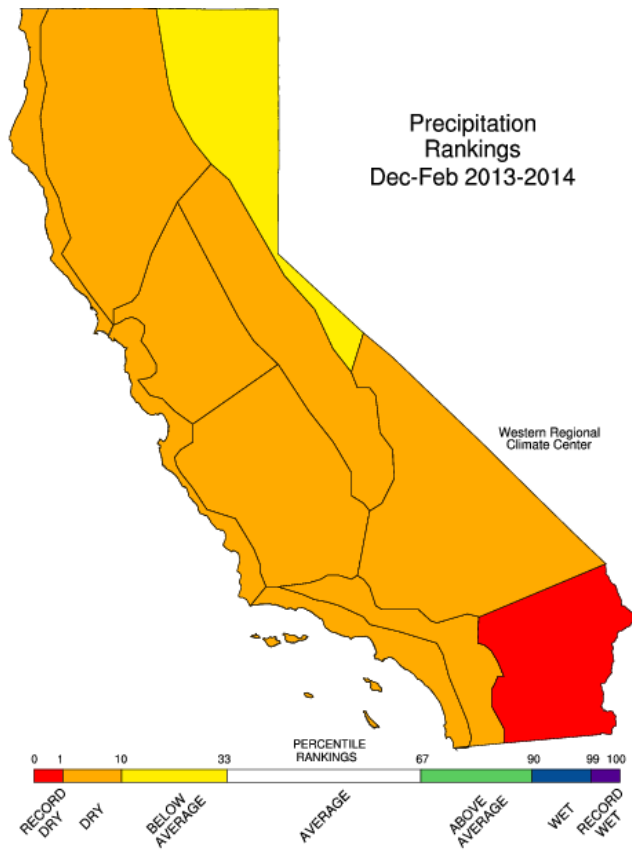 Precipitation
Rankings
Dec-Feb 2013-2014
Western Regional
Climate Center
PERCENTILE
RANKINGS
0 1 10 33 67 90 99 100
RECORD
DRY
DRY
BELOW
AVERAGE
AVERAGE
ABOVE
AVERAGE
WET
RECORD
WET